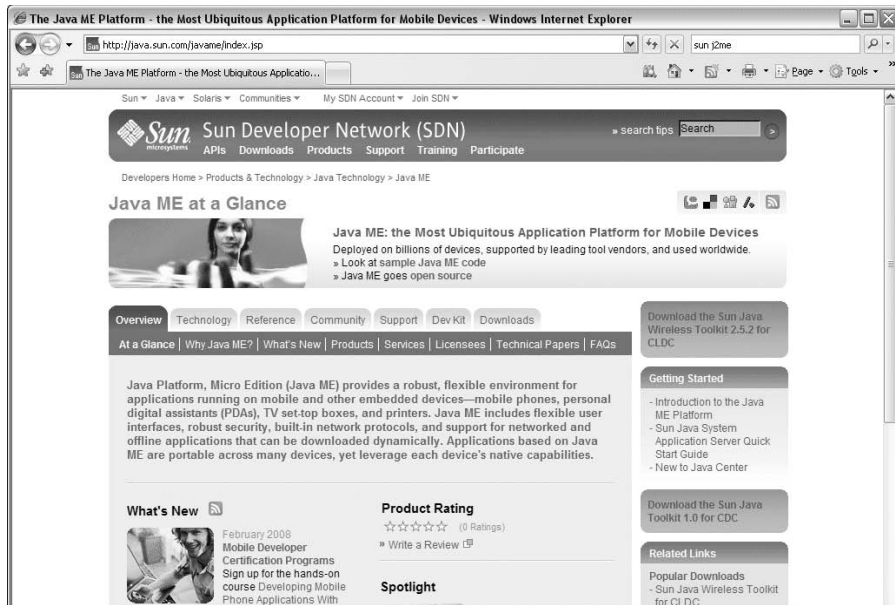 The Java ME Platform - the Most Ubiquitous Application Platform for Mobile Devices - Windows Internet Explorer
Sun http://java.sun.com/javame/index.jsp
sun j2me
Sun The Java ME Platform - the Most Ubiquitous Applicatio...
Page Tools »
Sun Java Solaris Communities My SDN Account Join SDN
Sun microsystems
Sun Developer Network (SDN)
» search tips Search
APIs Downloads Products Support Training Participate
Developers Home > Products & Technology > Java Technology > Java ME
Java ME at a Glance
Java ME: the Most Ubiquitous Application Platform for Mobile Devices
Deployed on billions of devices, supported by leading tool vendors, and used worldwide.
» Look at sample Java ME code
» Java ME goes open source
Overview Technology Reference Community Support Dev Kit Downloads
At a Glance | Why Java ME? | What's New | Products | Services | Licensees | Technical Papers | FAQs
Java Platform, Micro Edition (Java ME) provides a robust, flexible environment for
applications running on mobile and other embedded devices—mobile phones, personal
digital assistants (PDAs), TV set-top boxes, and printers. Java ME includes flexible user
interfaces, robust security, built-in network protocols, and support for networked and
offline applications that can be downloaded dynamically. Applications based on Java
ME are portable across many devices, yet leverage each device's native capabilities.
What's New
February 2008
Mobile Developer
Certification Programs
Sign up for the hands-on
course Developing Mobile
Phone Applications With
Product Rating
(0 Ratings)
» Write a Review
Spotlight
Download the Sun Java
Wireless Toolkit 2.5.2 for
CLDC
Getting Started
- Introduction to the Java
ME Platform
- Sun Java System
Application Server Quick
Start Guide
- New to Java Center
Download the Sun Java
Toolkit 1.0 for CDC
Related Links
Popular Downloads
- Sun Java Wireless Toolkit
for CLDC